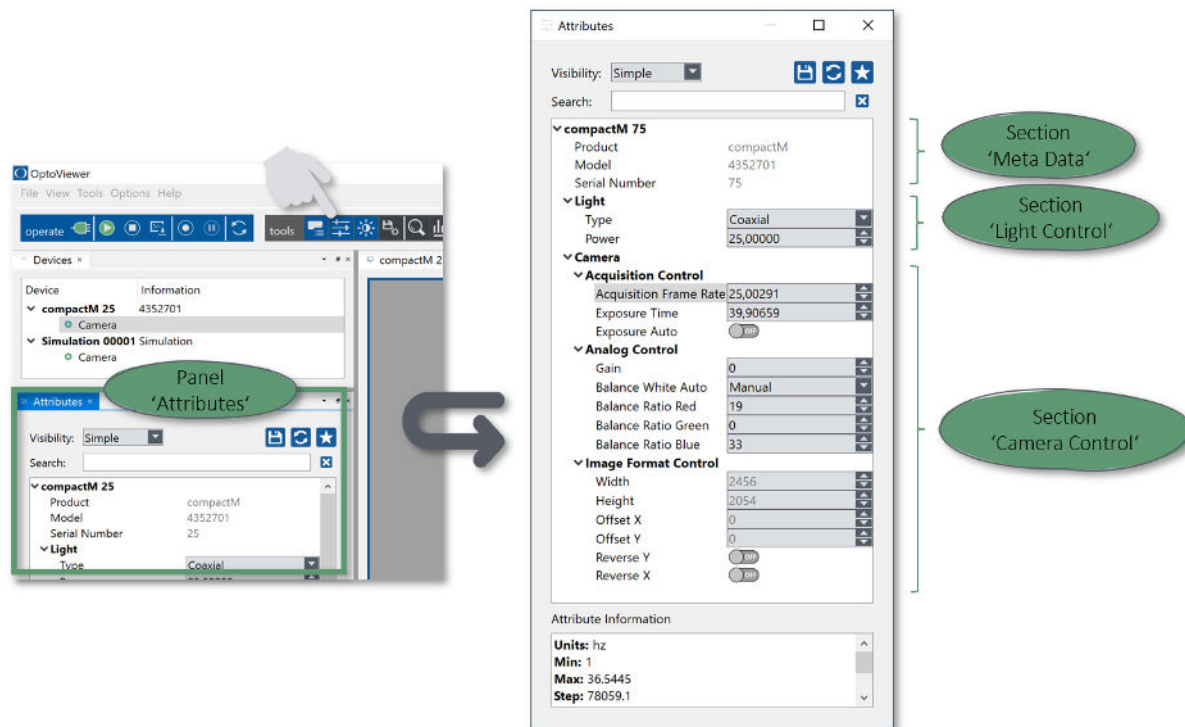 OptoViewer
File View Tools Options Help
operate
tools
Devices ×
compactM 2
Device Information
compactM 25 4352701
Camera
Simulation 00001 Simulation
Camera
Panel
'Attributes'
Attributes ×
Visibility: Simple
Search:
compactM 25
Product compactM
Model 4352701
Serial Number 25
Light
Type Coaxial
Attributes
Visibility: Simple
Search:
compactM 75
Product compactM
Model 4352701
Serial Number 75
Light
Type Coaxial
Power 25,00000
Camera
Acquisition Control
Acquisition Frame Rate 25,00291
Exposure Time 39,90659
Exposure Auto OFF
Analog Control
Gain 0
Balance White Auto Manual
Balance Ratio Red 19
Balance Ratio Green 0
Balance Ratio Blue 33
Image Format Control
Width 2456
Height 2054
Offset X 0
Offset Y 0
Reverse Y OFF
Reverse X OFF
Attribute Information
Units: hz
Min: 1
Max: 36.5445
Step: 78059.1
Section
'Meta Data'
Section
'Light Control'
Section
'Camera Control'